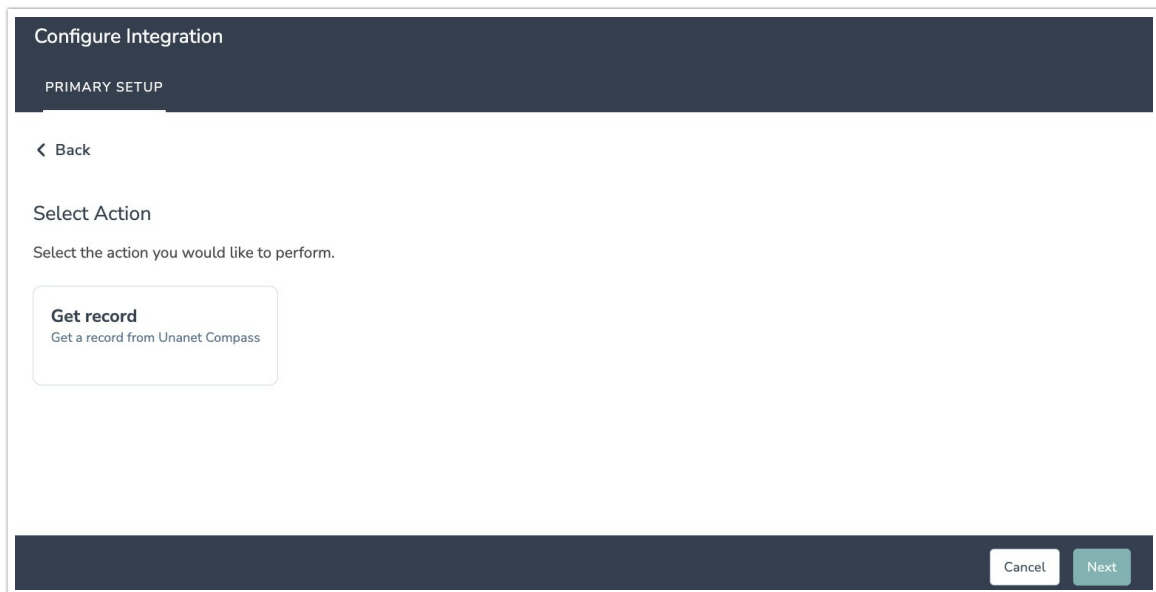 Configure Integration
PRIMARY SETUP
Back
Select Action
Select the action you would like to perform.
Get record
Get a record from Unanet Compass
Cancel
Next